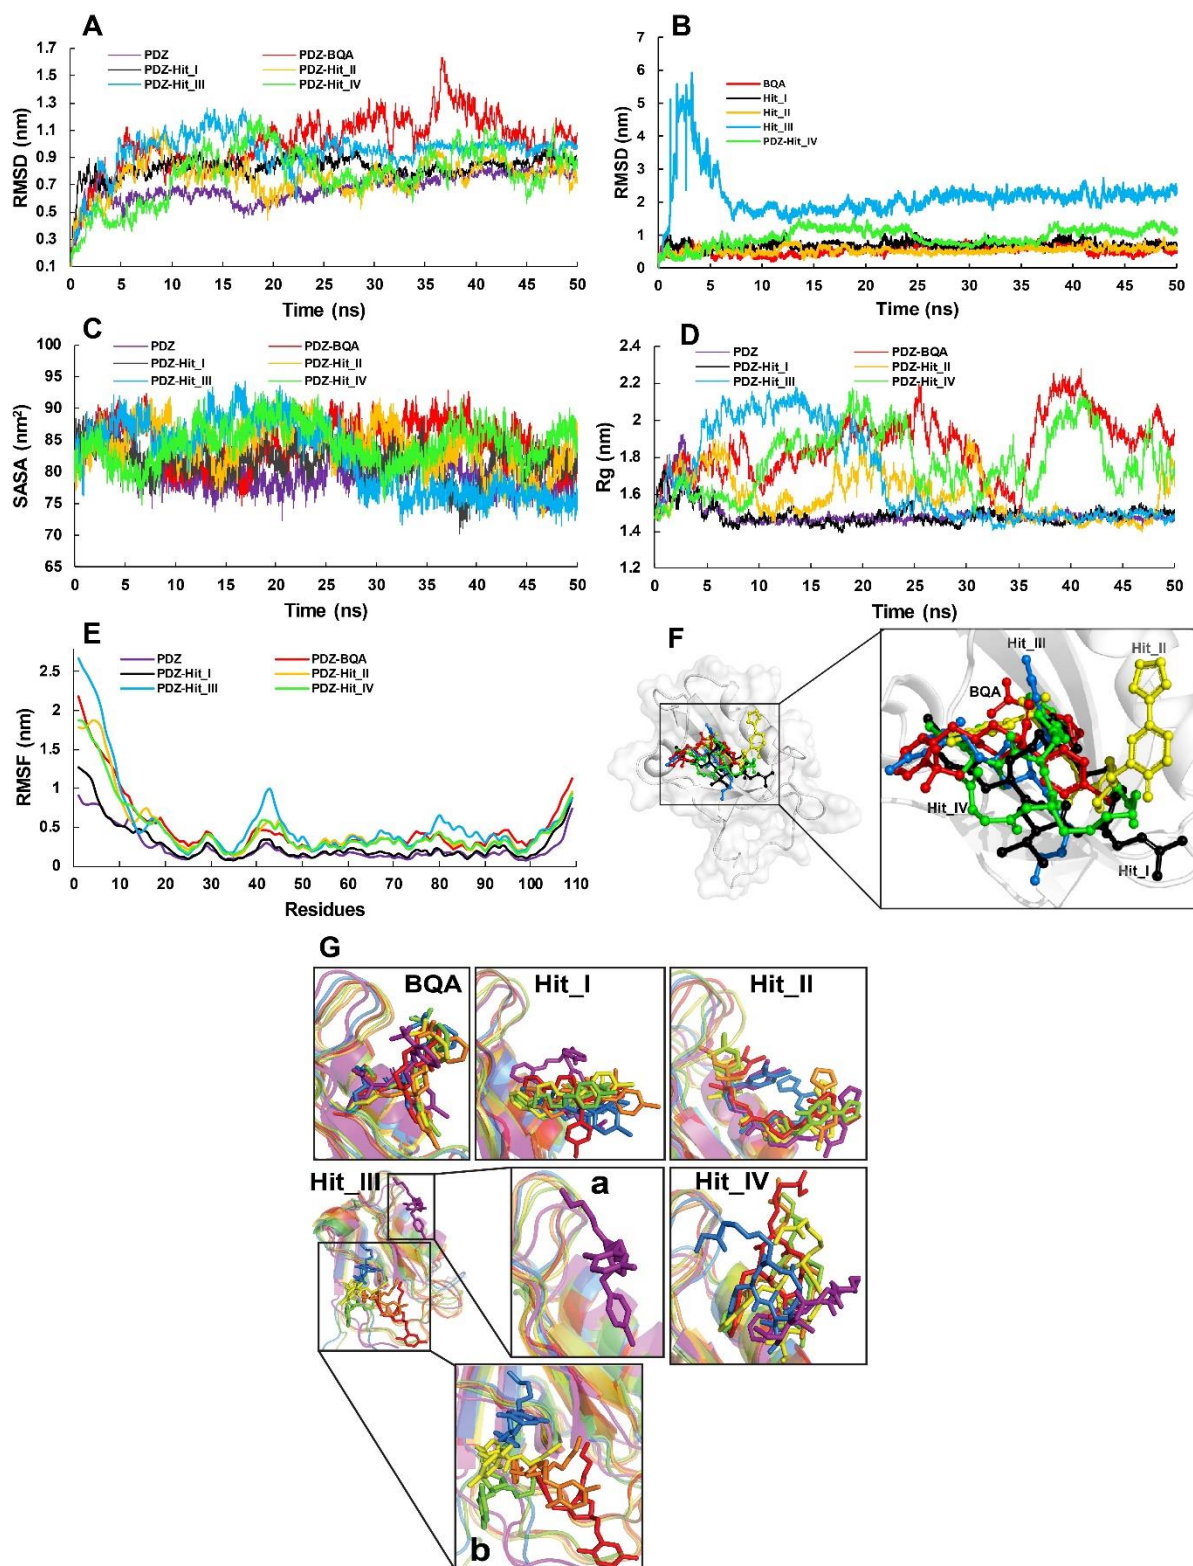 A
PDZ PDZ-BQA
PDZ-Hit_I PDZ-Hit_II
PDZ-Hit_III PDZ-Hit_IV
RMSD (nm)
1.7
1.5
1.3
1.1
0.9
0.7
0.5
0.3
0.1
0 5 10 15 20 25 30 35 40 45 50
Time (ns)
B
BQA
Hit_I
Hit_II
Hit_III
PDZ-Hit_IV
RMSD (nm)
7
6
5
4
3
2
1
0
0 5 10 15 20 25 30 35 40 45 50
Time (ns)
C
PDZ PDZ-BQA
PDZ-Hit_I PDZ-Hit_II
PDZ-Hit_III PDZ-Hit_IV
SASA (nm²)
100
95
90
85
80
75
70
65
0 5 10 15 20 25 30 35 40 45 50
Time (ns)
D
PDZ PDZ-BQA
PDZ-Hit_I PDZ-Hit_II
PDZ-Hit_III PDZ-Hit_IV
Rg (nm)
2.4
2.2
2
1.8
1.6
1.4
1.2
0 5 10 15 20 25 30 35 40 45 50
Time (ns)
E
PDZ PDZ-BQA
PDZ-Hit_I PDZ-Hit_II
PDZ-Hit_III PDZ-Hit_IV
RMSF (nm)
2.5
2
1.5
1
0.5
0
0 10 20 30 40 50 60 70 80 90 100 110
Residues
F
Hit_III
Hit_II
BQA
Hit_IV
Hit_I
G
BQA
Hit_I
Hit_II
Hit_III
a
Hit_IV
b